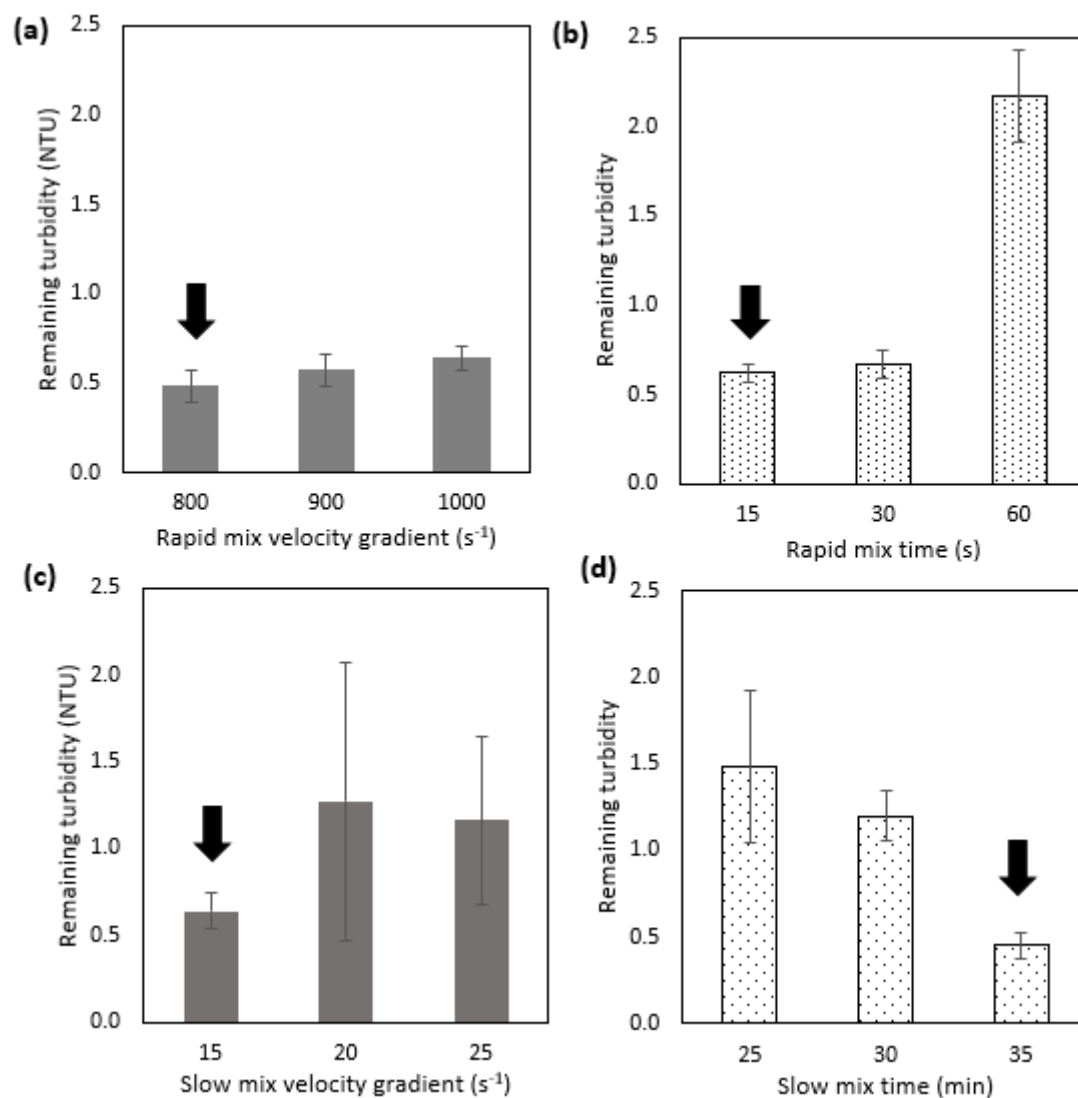 (a)
Remaining turbidity (NTU)
2.5
2.0
1.5
1.0
0.5
0.0
800 900 1000
Rapid mix velocity gradient (s⁻¹)
(b)
Remaining turbidity
2.5
2.0
1.5
1.0
0.5
0.0
15 30 60
Rapid mix time (s)
(c)
Remaining turbidity (NTU)
2.5
2.0
1.5
1.0
0.5
0.0
15 20 25
Slow mix velocity gradient (s⁻¹)
(d)
Remaining turbidity
2.5
2.0
1.5
1.0
0.5
0.0
25 30 35
Slow mix time (min)